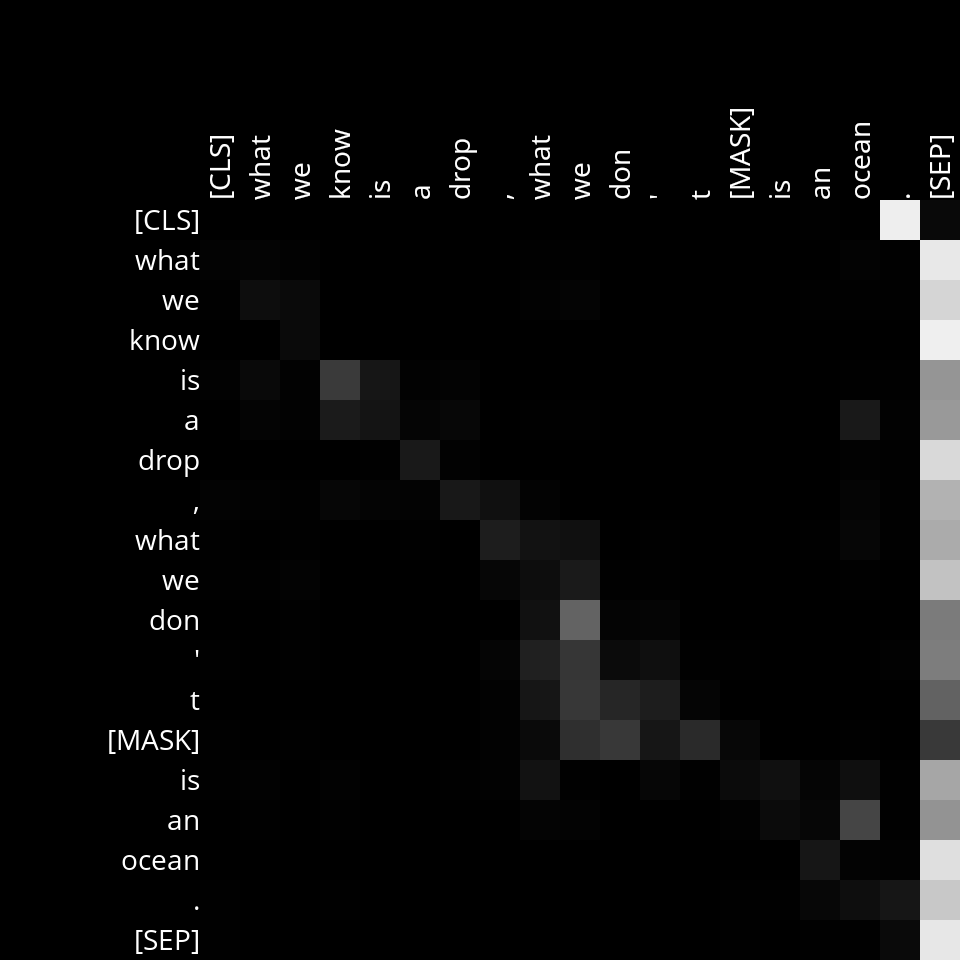 [CLS] what we know is a drop , what we don ' t [MASK] is an ocean . [SEP]
[CLS]
what
we
know
is
a
drop
,
what
we
don
'
t
[MASK]
is
an
ocean
.
[SEP]